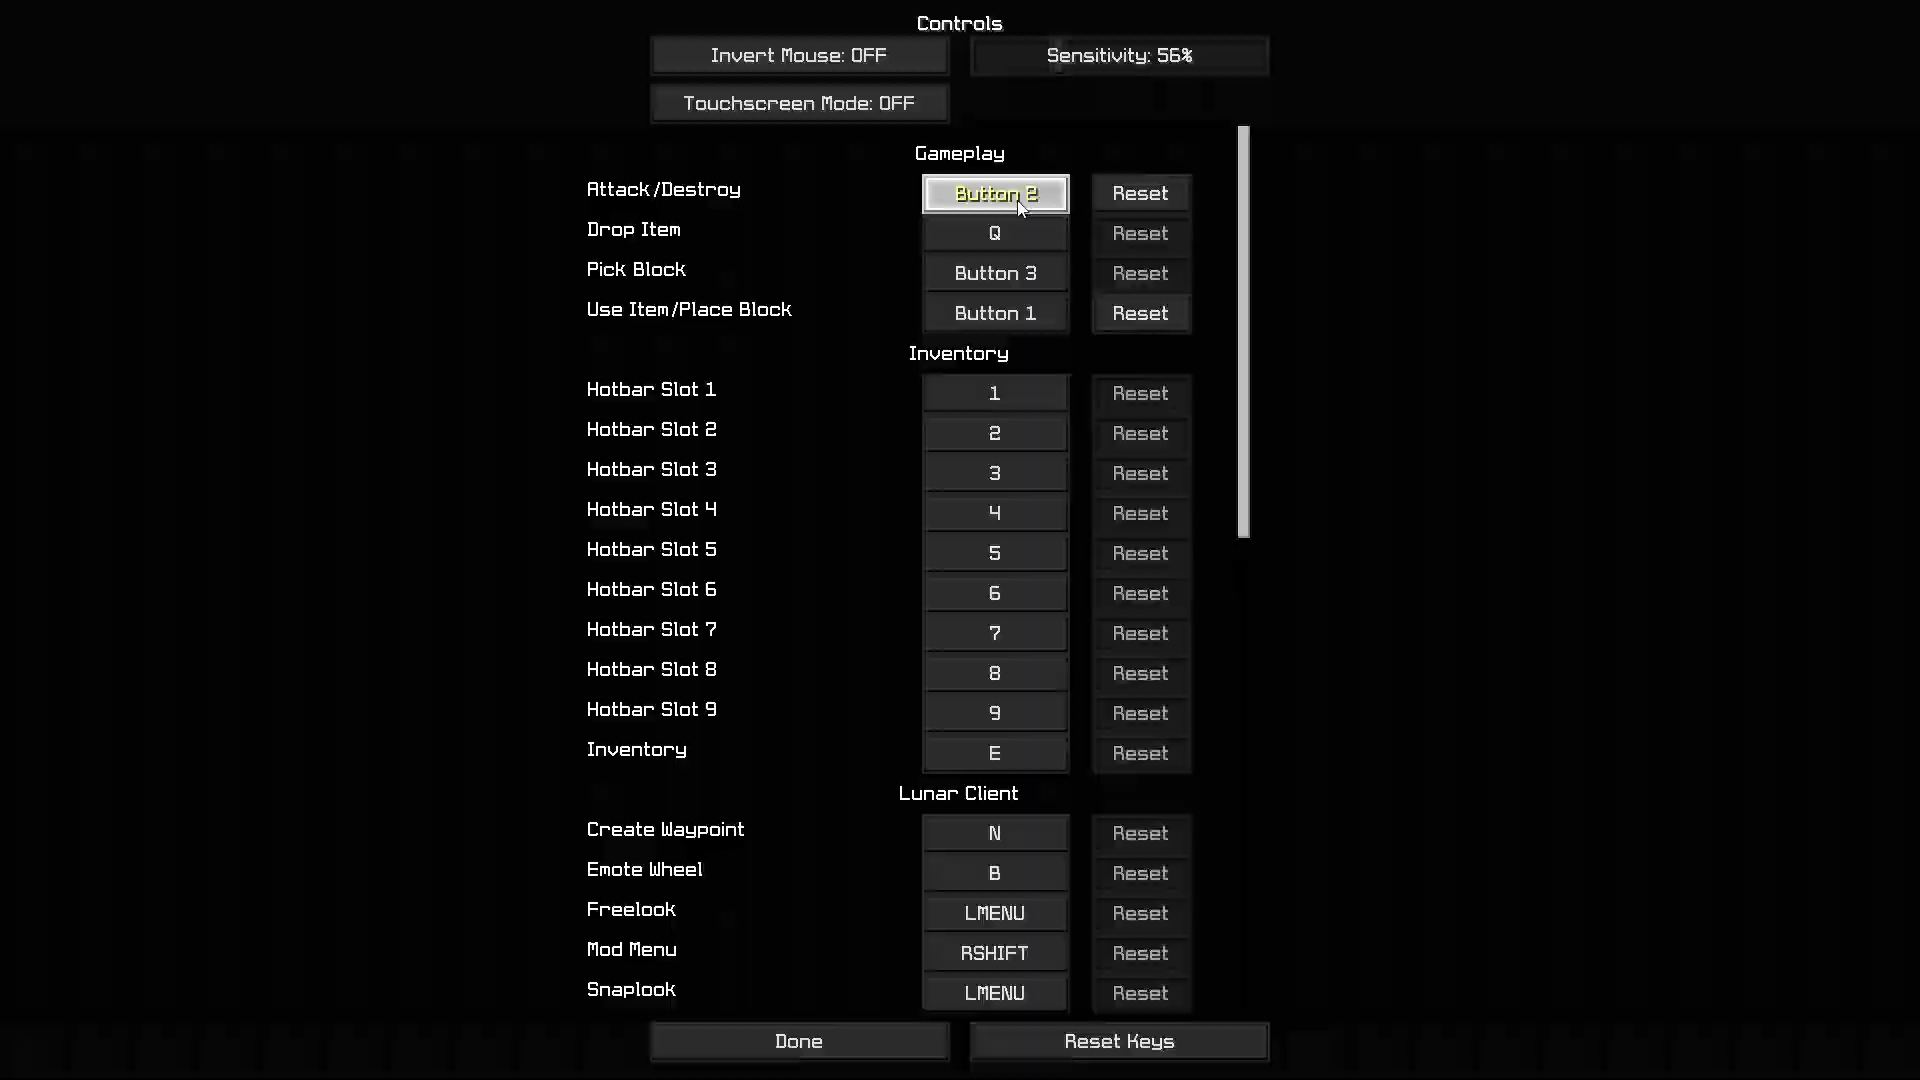 Controls
Invert Mouse: OFF Sensitivity: 56%
Touchscreen Mode: OFF
Gameplay
Attack/Destroy Button 2 Reset
Drop Item Q Reset
Pick Block Button 3 Reset
Use Item/Place Block Button 1 Reset
Inventory
Hotbar Slot 1 1 Reset
Hotbar Slot 2 2 Reset
Hotbar Slot 3 3 Reset
Hotbar Slot 4 4 Reset
Hotbar Slot 5 5 Reset
Hotbar Slot 6 6 Reset
Hotbar Slot 7 7 Reset
Hotbar Slot 8 8 Reset
Hotbar Slot 9 9 Reset
Inventory E Reset
Lunar Client
Create Waypoint N Reset
Emote Wheel B Reset
Freelook LMENU Reset
Mod Menu RSHIFT Reset
Snaplook LMENU Reset
Done Reset Keys